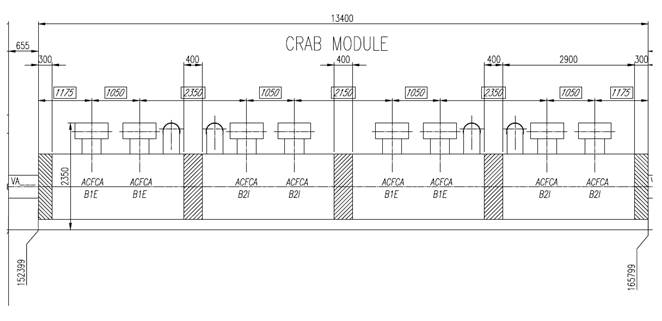 13400
655
CRAB MODULE
300 400 400 400 2900 300
1175 1050 2350 1050 2150 1050 2350 1050 1175
2350
VA_
ACFCA ACFCA ACFCA ACFCA ACFCA ACFCA ACFCA ACFCA
B1E B1E B2I B2I B1E B1E B2I B2I
152399
165799